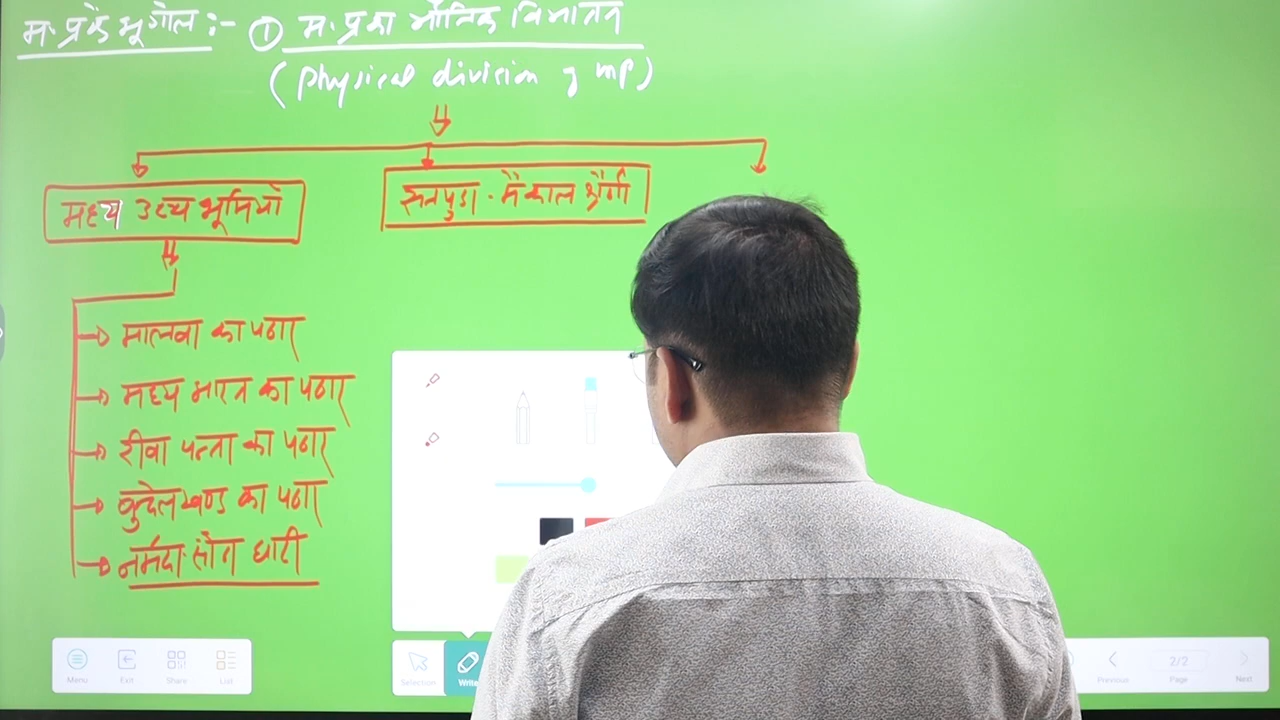 म. प्र. के भूगोल :- ① म. प्र. का भौतिक विभाजन
(Physical division of MP)
मध्य उच्च भूमियाँ
सतपुडा - मैकाल श्रेणी
मालवा का पठार
मध्य भारत का पठार
रीवा पन्ना का पठार
बुन्देलखण्ड का पठार
नर्मदा-सोन घाटी
Menu
Exit
Share
List
Selection
Write
Previous
2/2
Page
Next